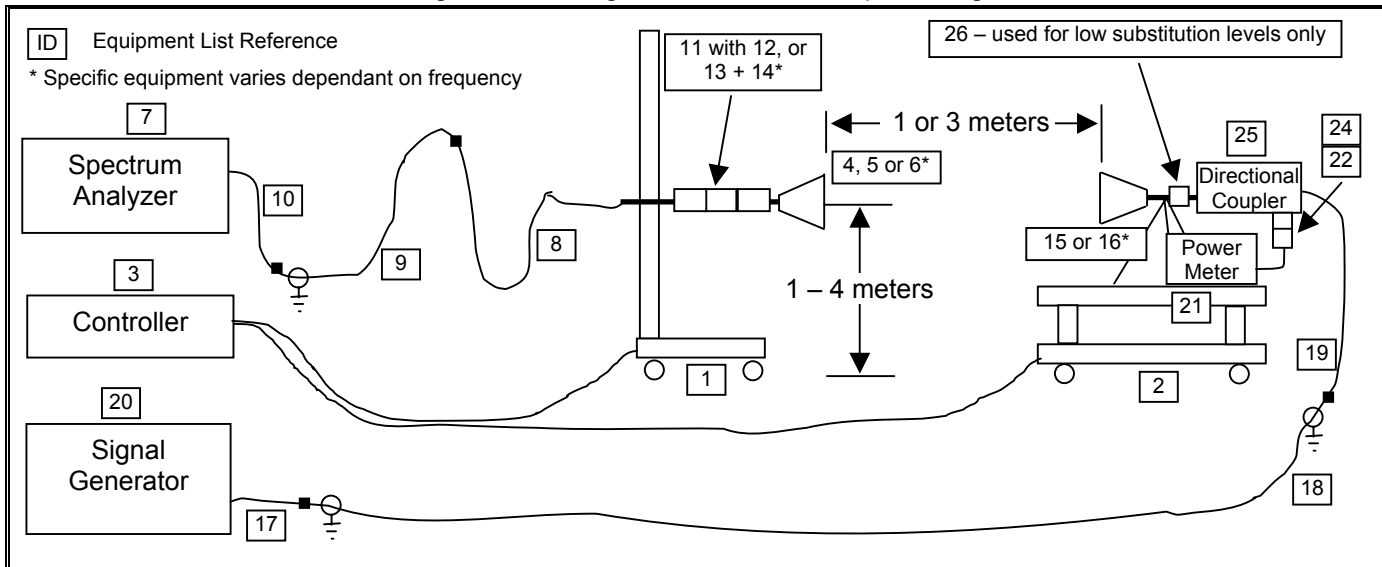 ID Equipment List Reference
* Specific equipment varies dependant on frequency
7
Spectrum
Analyzer
10
9
8
11 with 12, or
13 + 14*
4, 5 or 6*
1 or 3 meters
26 – used for low substitution levels only
25
24
22
Directional
Coupler
15 or 16*
Power
Meter
21
1 – 4 meters
3
Controller
1
2
19
20
Signal
Generator
17
18